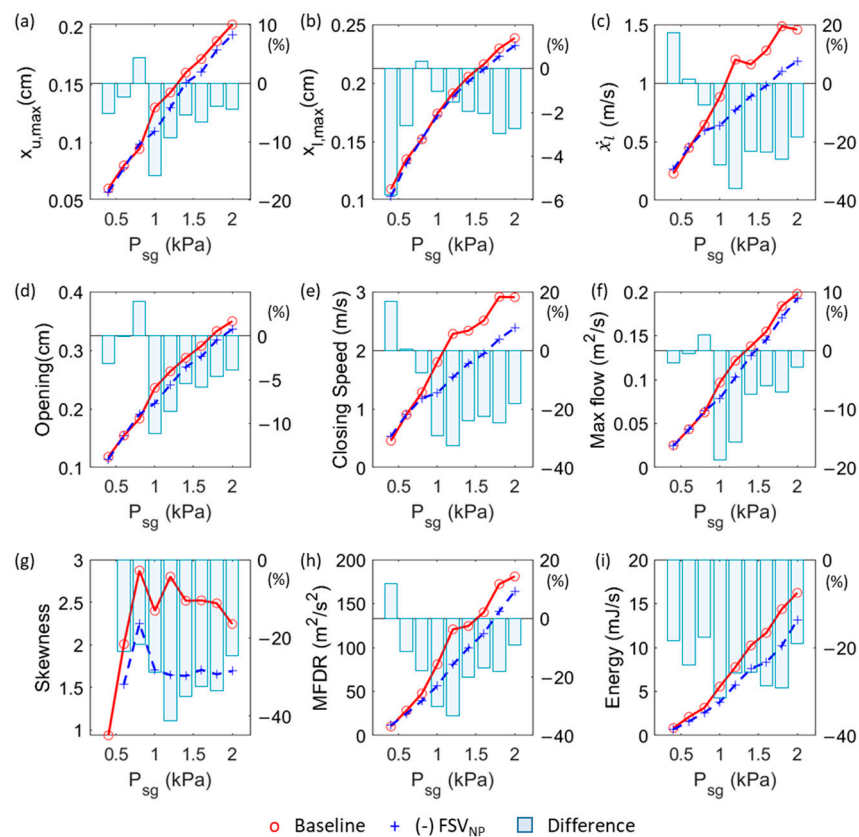 (a) (b) (c)
0.2 10 (%) 0.25 2 (%) 20 (%)
0.15 0 0.2 0 1.5 0
x_u,max(cm) x_l,max(cm) ẋ_l (m/s)
0.1 −10 0.15 −2 1 −20
0.05 −20 0.1 −4 0.5 −40
−6 0
0.5 1 1.5 2 0.5 1 1.5 2 0.5 1 1.5 2
P_sg (kPa) P_sg (kPa) P_sg (kPa)
(d) (e) (f)
0.4 5 (%) 3 20 (%) 0.2 10 (%)
0.3 0 2 0 0.15 0
Opening(cm) Closing Speed (m/s) Max flow (m²/s)
0.2 −5 1 −20 0.1 −10
0.1 −10 0 −40 0.05 −20
0
0.5 1 1.5 2 0.5 1 1.5 2 0.5 1 1.5 2
P_sg (kPa) P_sg (kPa) P_sg (kPa)
(g) (h) (i)
3 0 (%) 200 20 (%) 20 0 (%)
2.5 150 0 15 −10
Skewness MFDR (m²/s²) Energy (mJ/s)
2 −20 100 10 −20
1.5 −40 50 −20 5 −30
1 0 −40 0 −40
0.5 1 1.5 2 0.5 1 1.5 2 0.5 1 1.5 2
P_sg (kPa) P_sg (kPa) P_sg (kPa)
o Baseline + (-) FSV_NP Difference